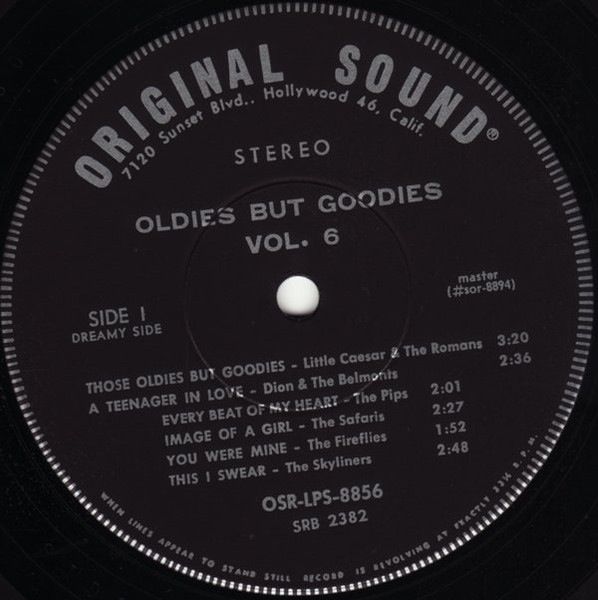 ORIGINAL SOUND®
7120 Sunset Blvd., Hollywood 46, Calif.
STEREO
OLDIES BUT GOODIES
VOL. 6
master
(#sor-8894)
SIDE 1
DREAMY SIDE
THOSE OLDIES BUT GOODIES - Little Caesar & The Romans 3:20
A TEENAGER IN LOVE - Dion & The Belmonts 2:36
EVERY BEAT OF MY HEART - The Pips 2:01
IMAGE OF A GIRL - The Safaris 2:27
YOU WERE MINE - The Fireflies 1:52
THIS I SWEAR - The Skyliners 2:48
OSR-LPS-8856
SRB 2382
WHEN LINES APPEAR TO STAND STILL RECORD IS REVOLVING AT EXACTLY 33⅓ R.P.M.